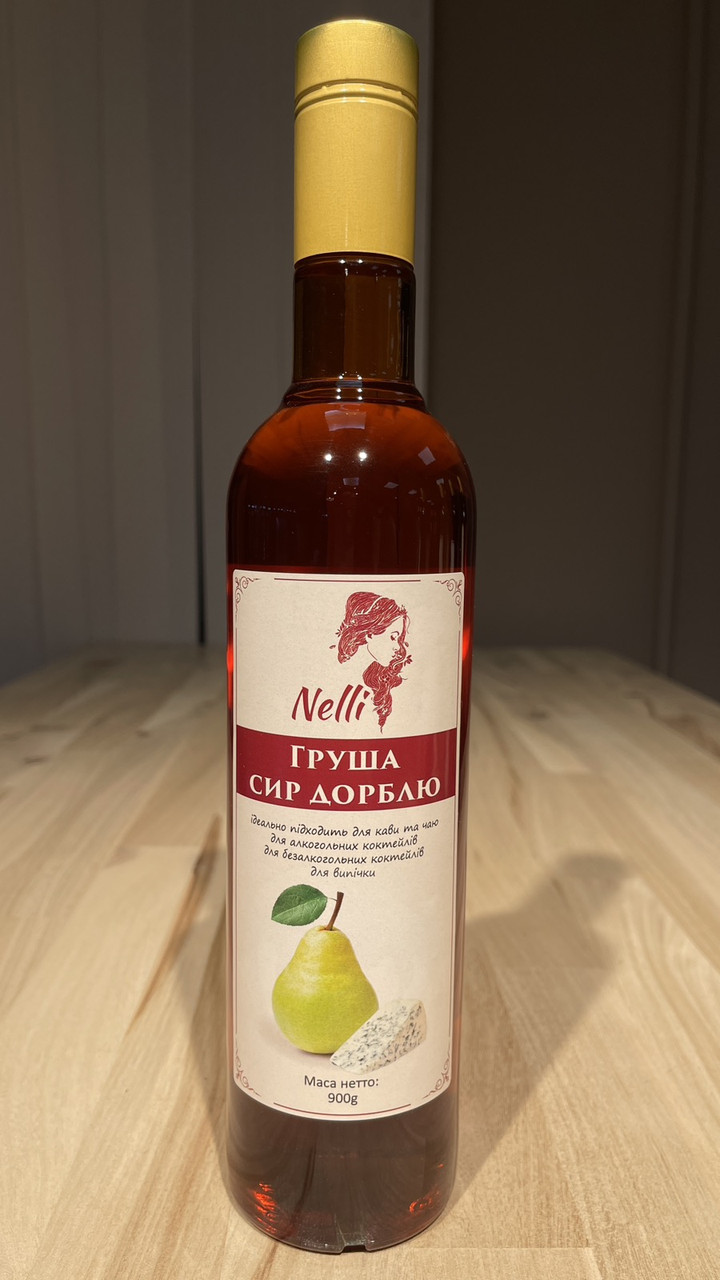 Nelli
Груша
сир дорблю
ідеально підходить для кави та чаю
для алкогольних коктейлів
для безалкогольних коктейлів
для випічки
Маса нетто:
900g